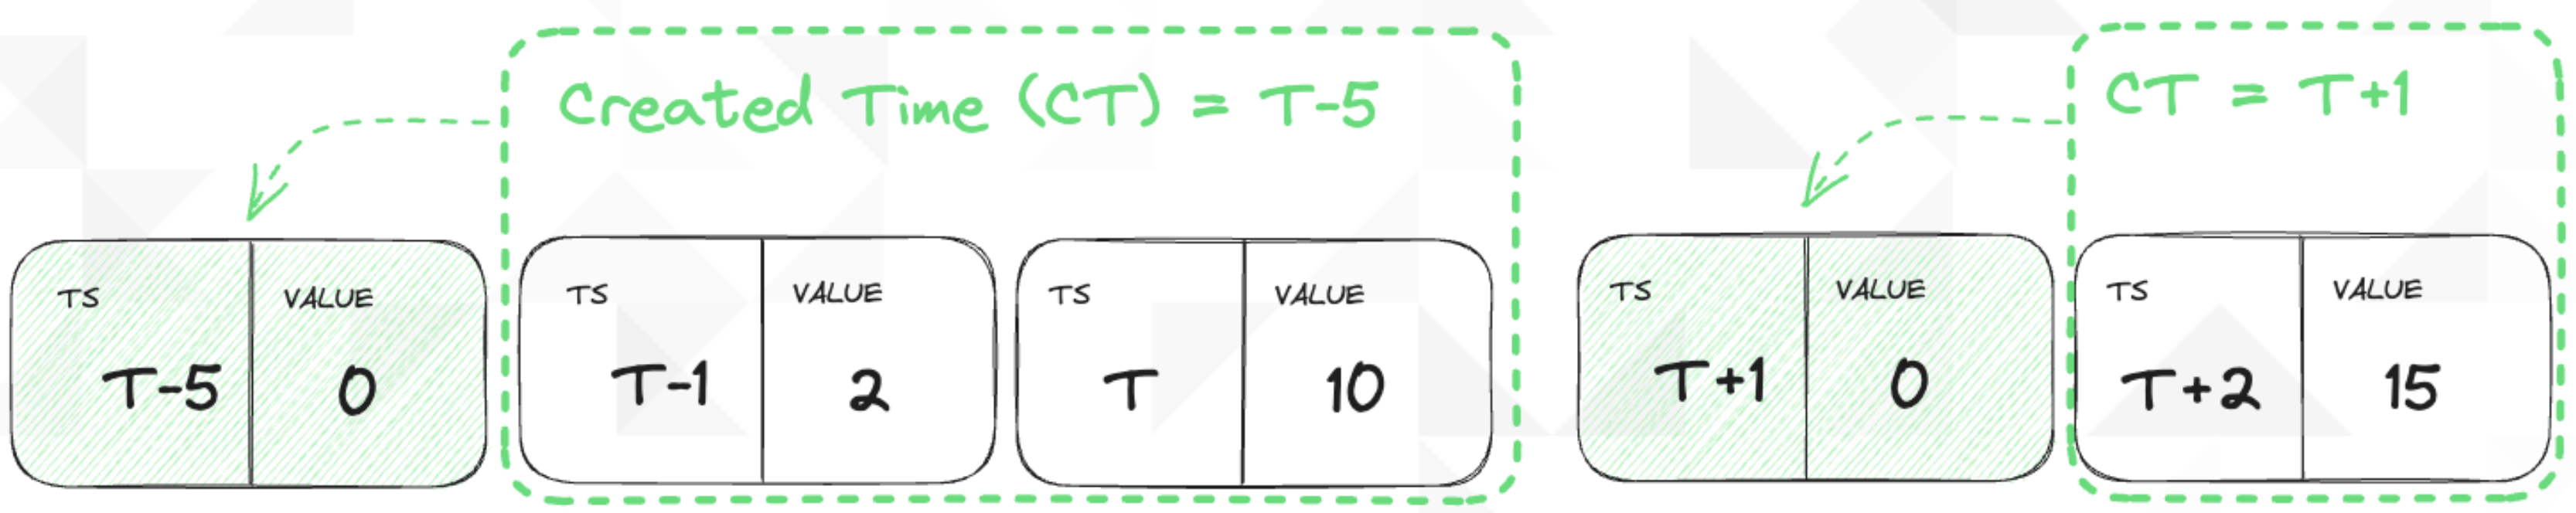 Created Time (CT) = T-5
CT = T+1
TS VALUE
T-5 0
TS VALUE
T-1 2
TS VALUE
T 10
TS VALUE
T+1 0
TS VALUE
T+2 15